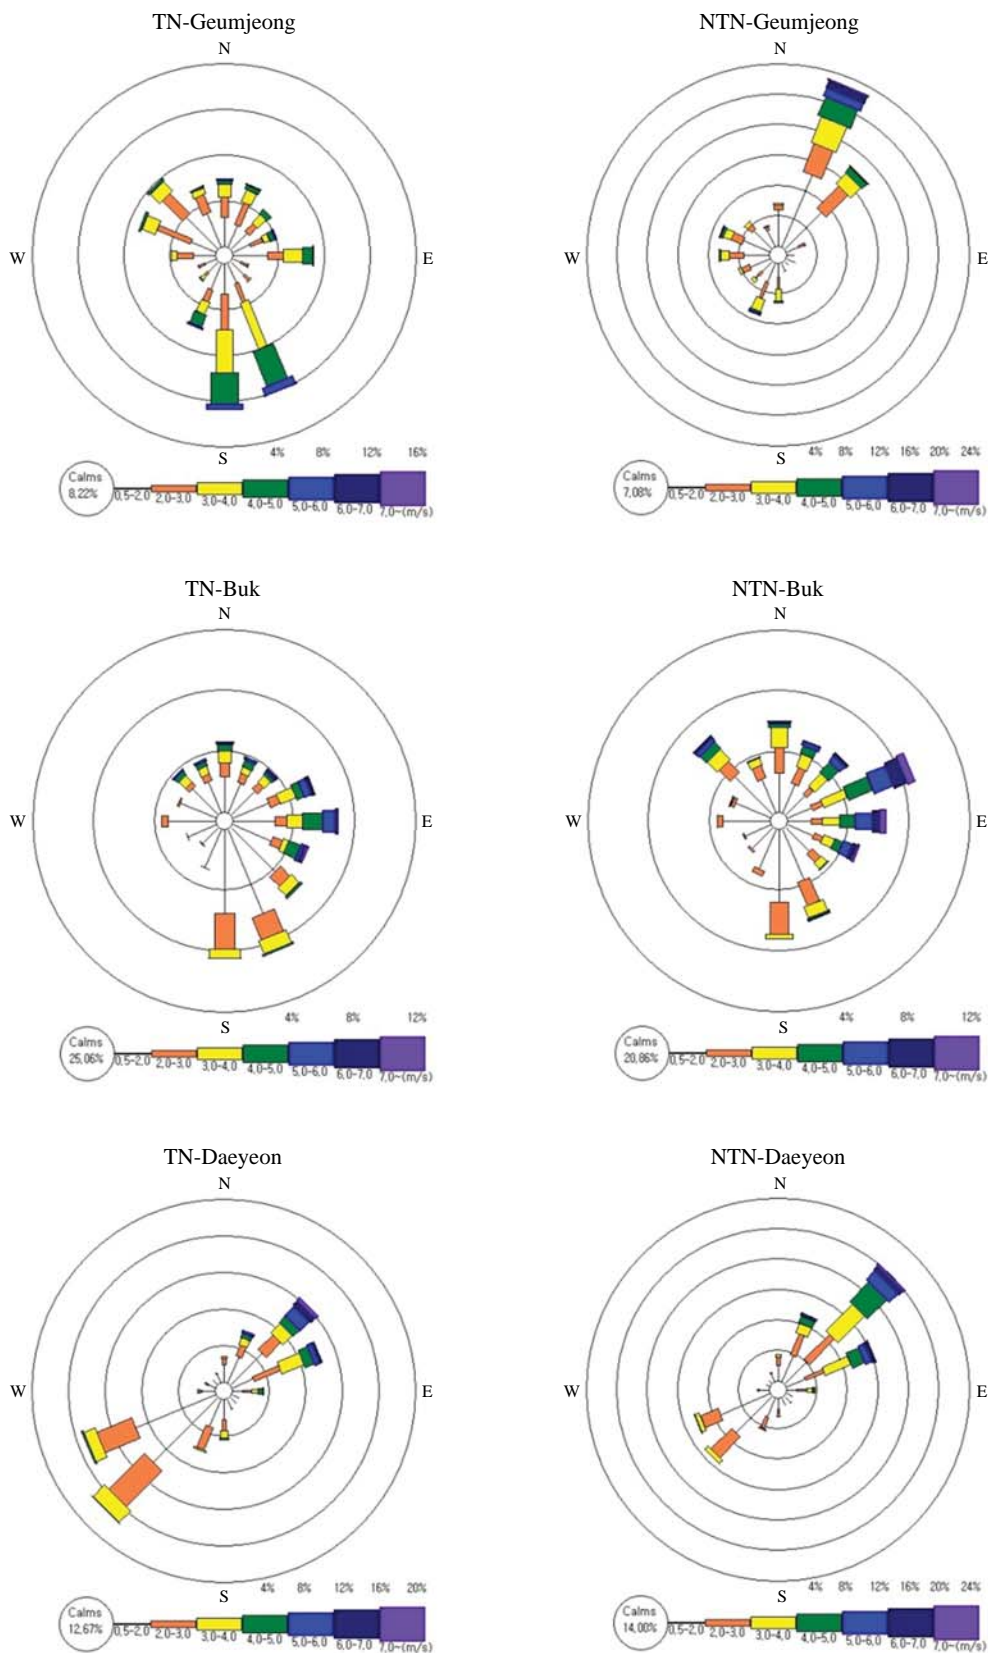 TN-Geumjeong
N
W
E
S
4% 8% 12% 16%
Calms
8,22%
0,5-2,0 2,0-3,0 3,0-4,0 4,0-5,0 5,0-6,0 6,0-7,0 7,0~(m/s)
NTN-Geumjeong
N
W
E
S
4% 8% 12% 16% 20% 24%
Calms
7,08%
0,5-2,0 2,0-3,0 3,0-4,0 4,0-5,0 5,0-6,0 6,0-7,0 7,0~(m/s)
TN-Buk
N
W
E
S
4% 8% 12%
Calms
25,06%
0,5-2,0 2,0-3,0 3,0-4,0 4,0-5,0 5,0-6,0 6,0-7,0 7,0~(m/s)
NTN-Buk
N
W
E
S
4% 8% 12%
Calms
20,86%
0,5-2,0 2,0-3,0 3,0-4,0 4,0-5,0 5,0-6,0 6,0-7,0 7,0~(m/s)
TN-Daeyeon
N
W
E
S
4% 8% 12% 16% 20%
Calms
12,67%
0,5-2,0 2,0-3,0 3,0-4,0 4,0-5,0 5,0-6,0 6,0-7,0 7,0~(m/s)
NTN-Daeyeon
N
W
E
S
4% 8% 12% 16% 20% 24%
Calms
14,00%
0,5-2,0 2,0-3,0 3,0-4,0 4,0-5,0 5,0-6,0 6,0-7,0 7,0~(m/s)